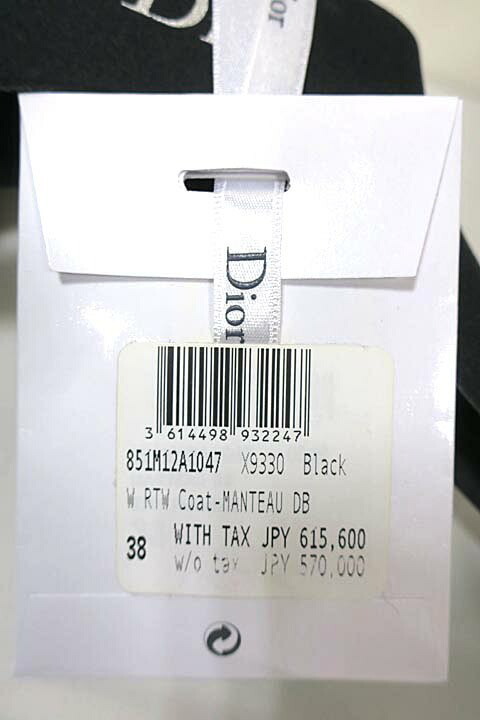 Dior
Dior
3 614498 932247
851M12A1047 X9330 Black
W RTW Coat-MANTEAU DB
38 WITH TAX JPY 615,600
w/o tax JPY 570,000